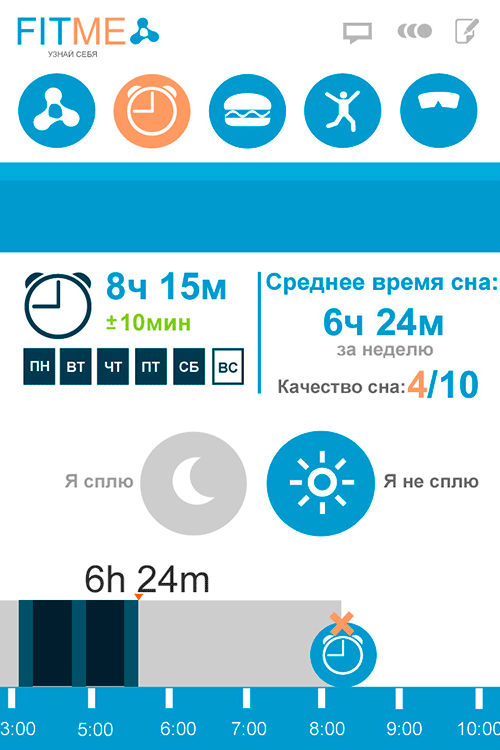 FITME
УЗНАЙ СЕБЯ
8ч 15м
±10мин
ПН ВТ ЧТ ПТ СБ ВС
Среднее время сна:
6ч 24м
за неделю
Качество сна:4/10
Я сплю
Я не сплю
6h 24m
3:00 5:00 6:00 7:00 8:00 9:00 10:00